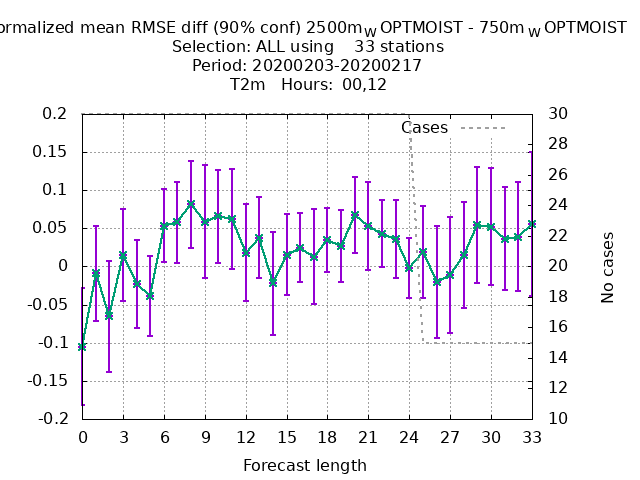 ormalized mean RMSE diff (90% conf) 2500m_W OPTMOIST - 750m_W OPTMOIST
Selection: ALL using 33 stations
Period: 20200203-20200217
T2m Hours: 00,12
Cases
0.2
0.15
0.1
0.05
0
-0.05
-0.1
-0.15
-0.2
30
28
26
24
22
20
18
16
14
12
10
No cases
0 3 6 9 12 15 18 21 24 27 30 33
Forecast length